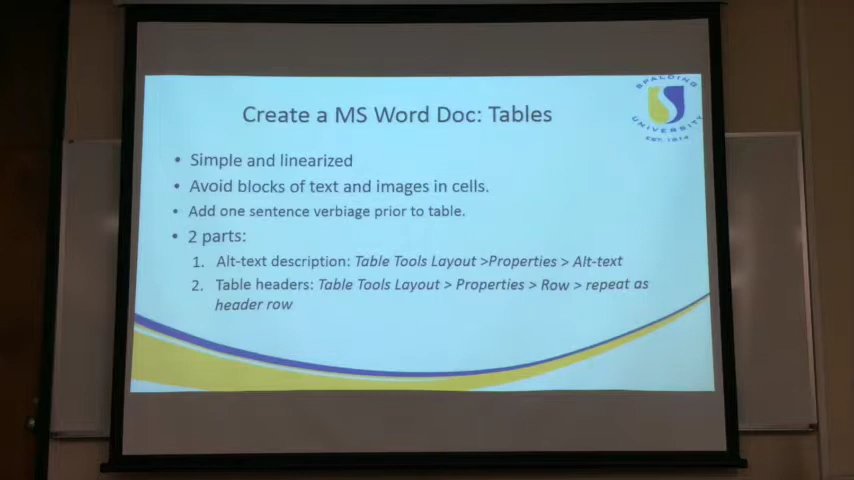 SPALDING
UNIVERSITY
EST. 1814
Create a MS Word Doc: Tables
• Simple and linearized
• Avoid blocks of text and images in cells.
• Add one sentence verbiage prior to table.
• 2 parts:
1. Alt-text description: Table Tools Layout >Properties > Alt-text
2. Table headers: Table Tools Layout > Properties > Row > repeat as
header row